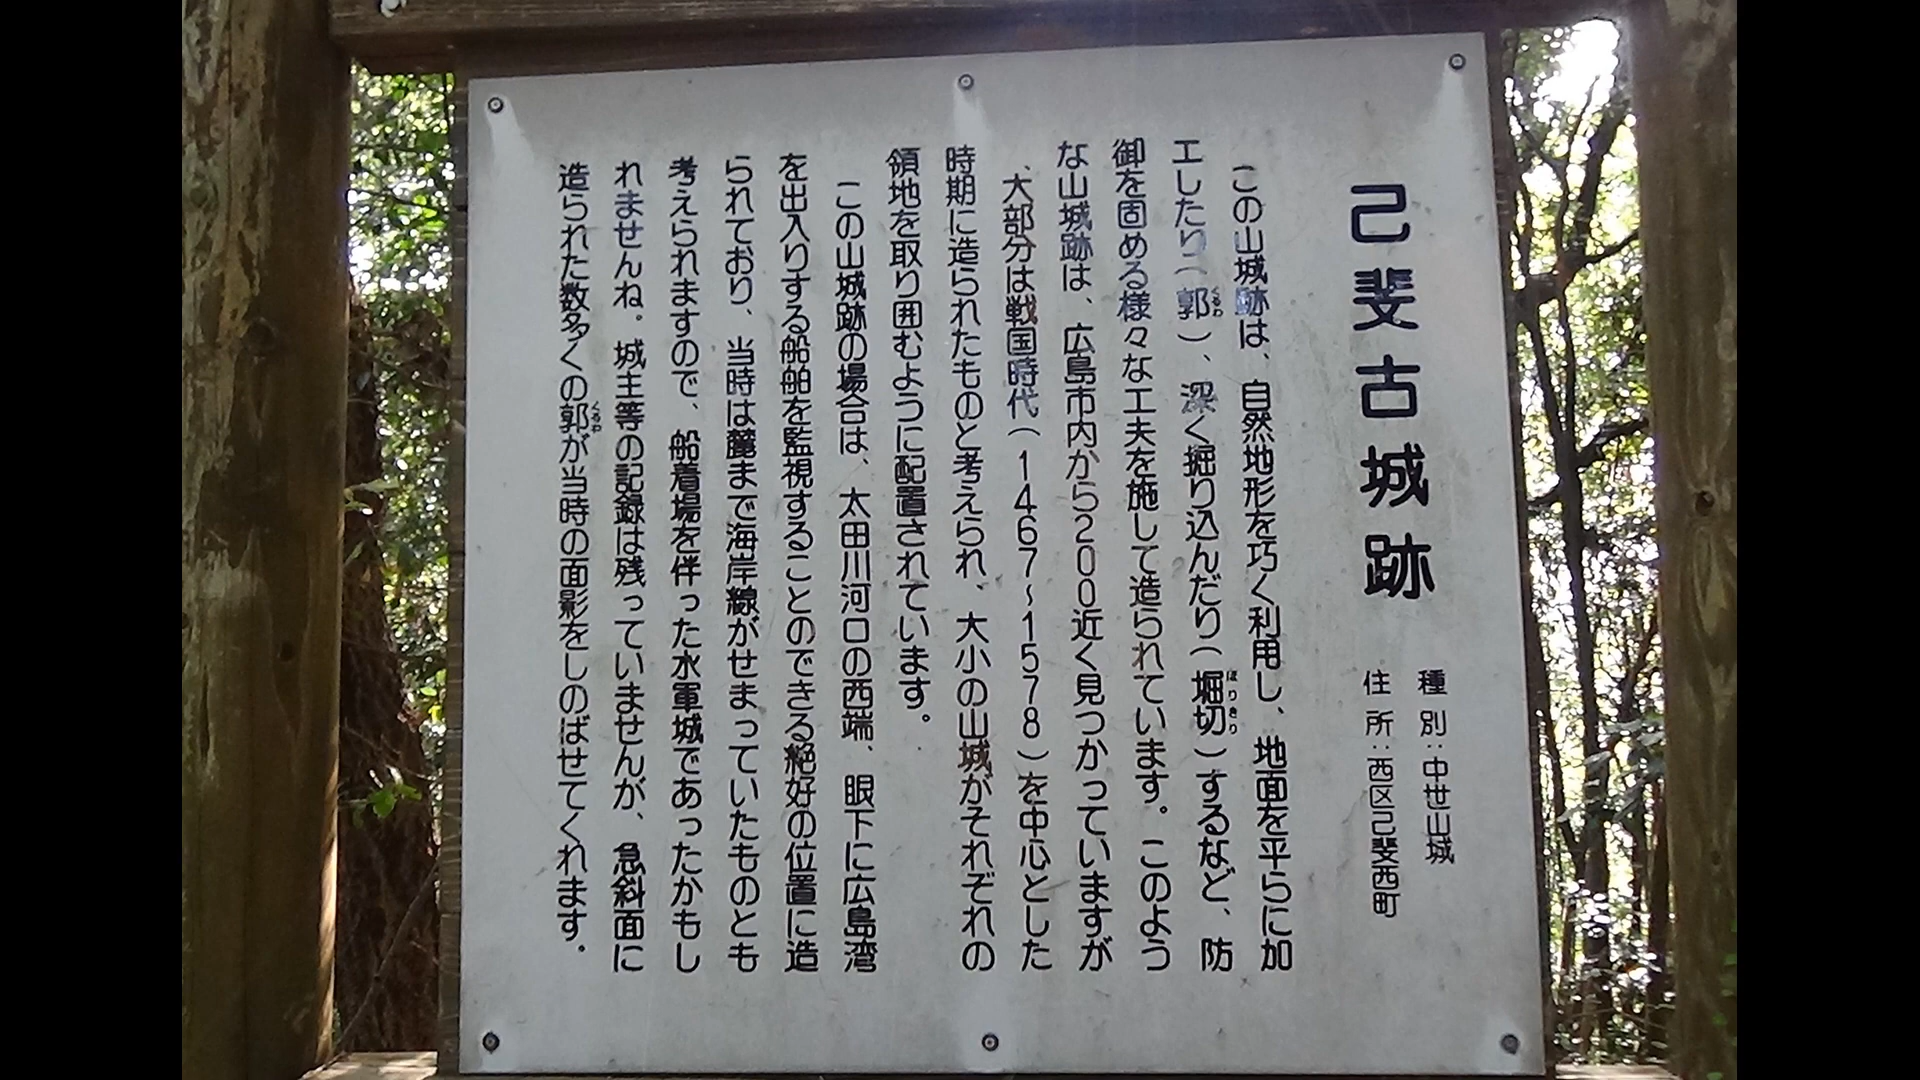 己斐古城跡
種別:中世山城
住所:西区己斐西町
この山城跡は、自然地形を巧く利用し、地面を平らに加
工したり(郭)、深く掘り込んだり(堀切)するなど、防
くるわ
ほりきり
御を固める様々な工夫を施して造られています。このよう
な山城跡は、広島市内から200近く見つかっていますが
、大部分は戦国時代(1467~1578)を中心とした
時期に造られたものと考えられ、大小の山城がそれぞれの
領地を取り囲むように配置されています。
この山城跡の場合は、太田川河口の西端、眼下に広島湾
を出入りする船舶を監視することのできる絶好の位置に造
られており、当時は麓まで海岸線がせまっていたものとも
考えられますので、船着場を伴った水軍城であったかもし
れませんね。城主等の記録は残っていませんが、急斜面に
造られた数多くの郭が当時の面影をしのばせてくれます。
くるわ